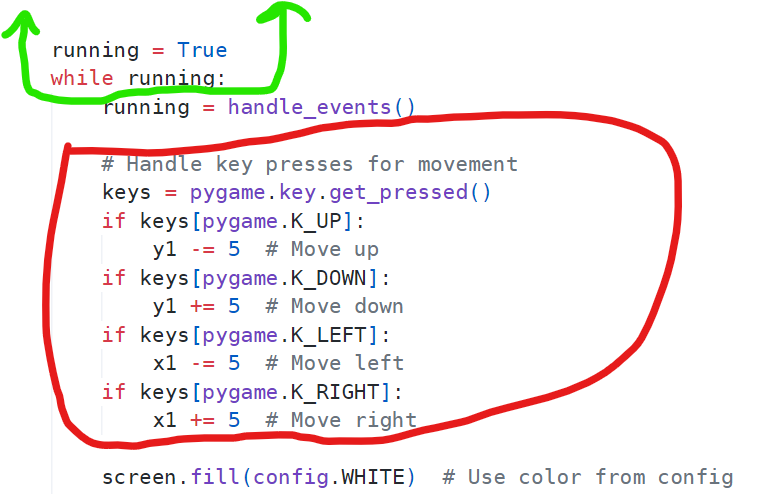 running = True
while running:
running = handle_events()
# Handle key presses for movement
keys = pygame.key.get_pressed()
if keys[pygame.K_UP]:
y1 -= 5  # Move up
if keys[pygame.K_DOWN]:
y1 += 5  # Move down
if keys[pygame.K_LEFT]:
x1 -= 5  # Move left
if keys[pygame.K_RIGHT]:
x1 += 5  # Move right
screen.fill(config.WHITE)  # Use color from config